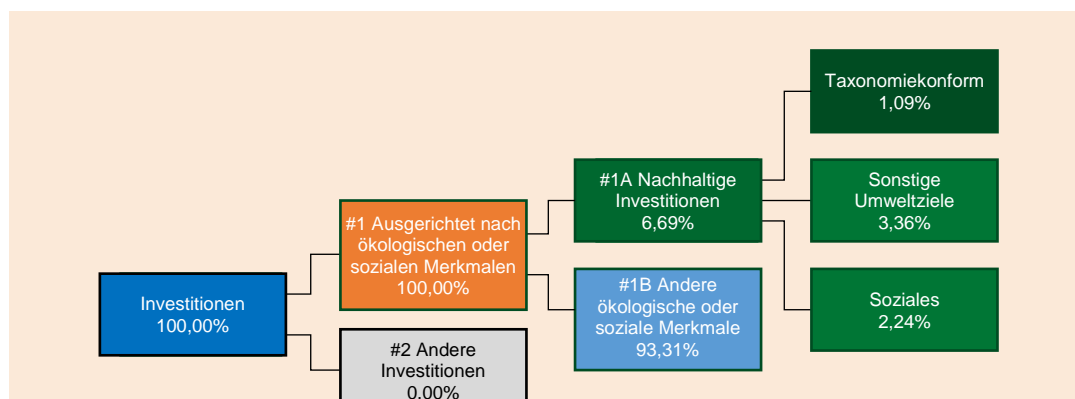 Investitionen
100,00%
#1 Ausgerichtet nach
ökologischen oder
sozialen Merkmalen
100,00%
#2 Andere
Investitionen
0,00%
#1A Nachhaltige
Investitionen
6,69%
#1B Andere
ökologische oder
soziale Merkmale
93,31%
Taxonomiekonform
1,09%
Sonstige
Umweltziele
3,36%
Soziales
2,24%